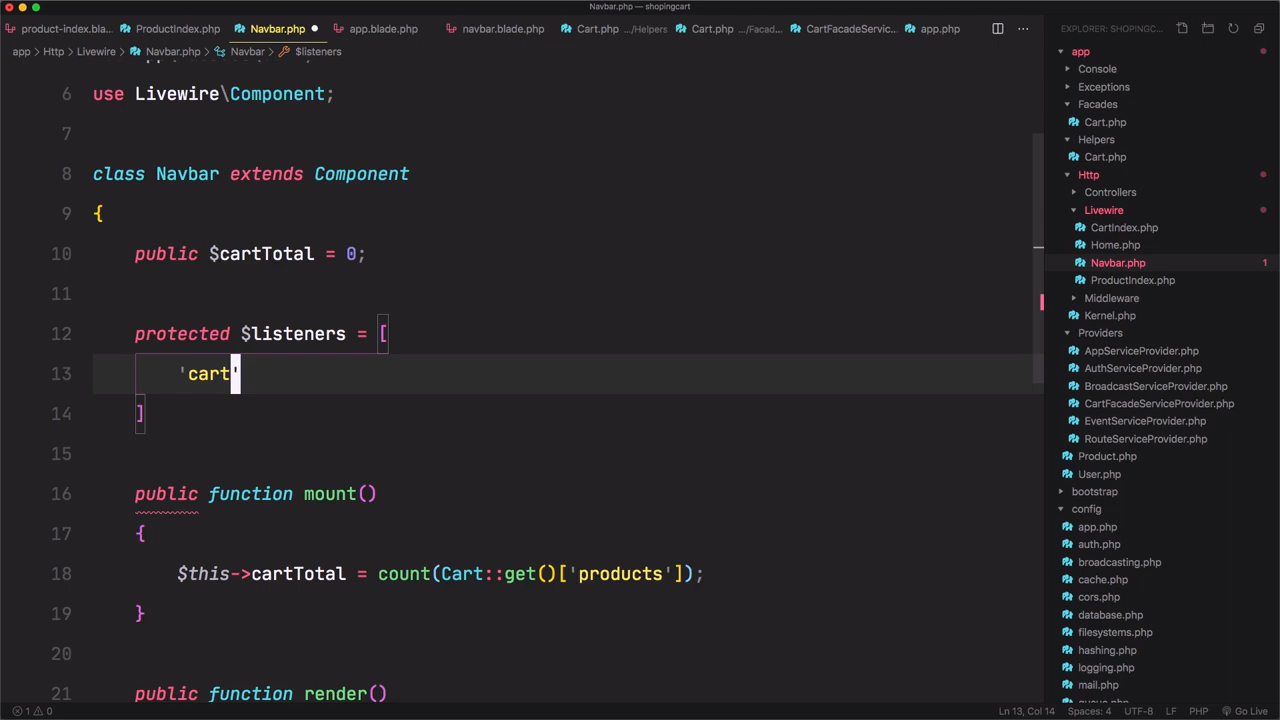 Navbar.php — shopingcart
product-index.bla... ProductIndex.php Navbar.php app.blade.php navbar.blade.php Cart.php .../Helpers Cart.php .../Facad... CartFacadeServic... app.php
app > Http > Livewire > Navbar.php > Navbar > $listeners
6 use Livewire\Component;
7
8 class Navbar extends Component
9 {
10 public $cartTotal = 0;
11
12 protected $listeners = [
13 'cart'
14 ]
15
16 public function mount()
17 {
18 $this->cartTotal = count(Cart::get()['products']);
19 }
20
21 public function render()
EXPLORER: SHOPINGC...
app
Console
Exceptions
Facades
Cart.php
Helpers
Cart.php
Http
Controllers
Livewire
CartIndex.php
Home.php
Navbar.php 1
ProductIndex.php
Middleware
Kernel.php
Providers
AppServiceProvider.php
AuthServiceProvider.php
BroadcastServiceProvider.php
CartFacadeServiceProvider.php
EventServiceProvider.php
RouteServiceProvider.php
Product.php
User.php
bootstrap
config
app.php
auth.php
broadcasting.php
cache.php
cors.php
database.php
filesystems.php
hashing.php
logging.php
mail.php
1 0 Ln 13, Col 14 Spaces: 4 UTF-8 LF PHP Go Live